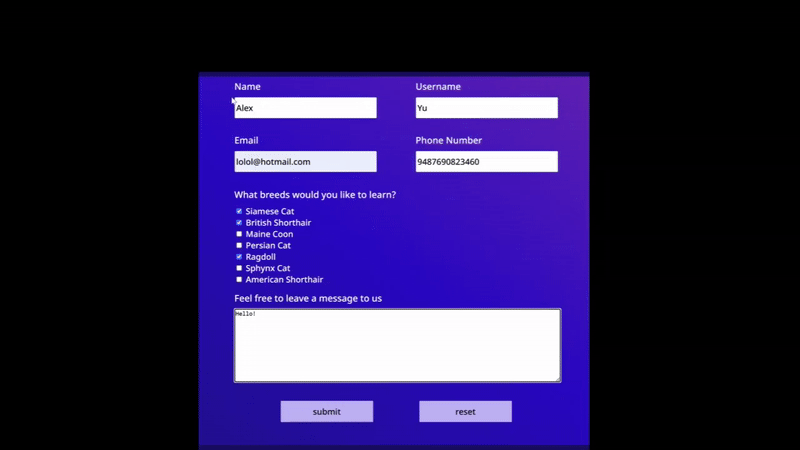 Name Username
Alex Yu
Email Phone Number
lolol@hotmail.com 9487690823460
What breeds would you like to learn?
Siamese Cat
British Shorthair
Maine Coon
Persian Cat
Ragdoll
Sphynx Cat
American Shorthair
Feel free to leave a message to us
Hello!
submit reset